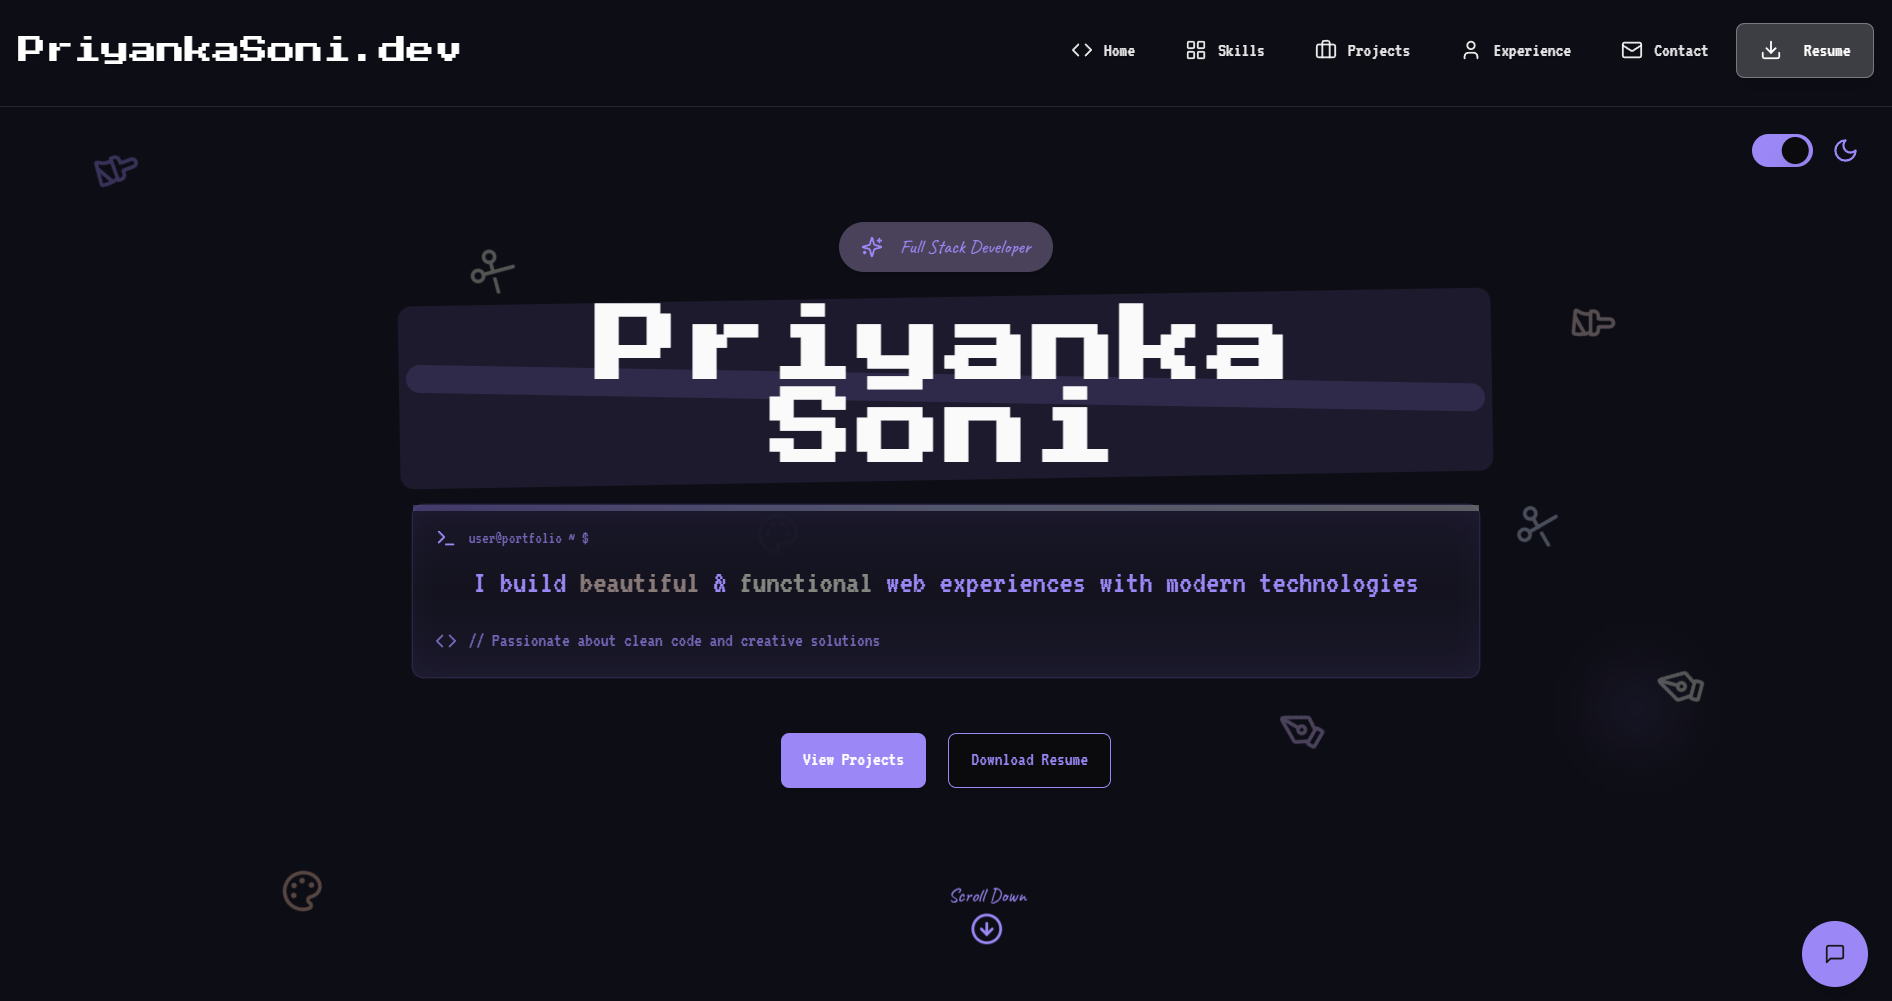 PriyankaSoni.dev
Home
Skills
Projects
Experience
Contact
Resume
Full Stack Developer
Priyanka
Soni
user@portfolio ~ $
I build beautiful & functional web experiences with modern technologies
// Passionate about clean code and creative solutions
View Projects
Download Resume
Scroll Down